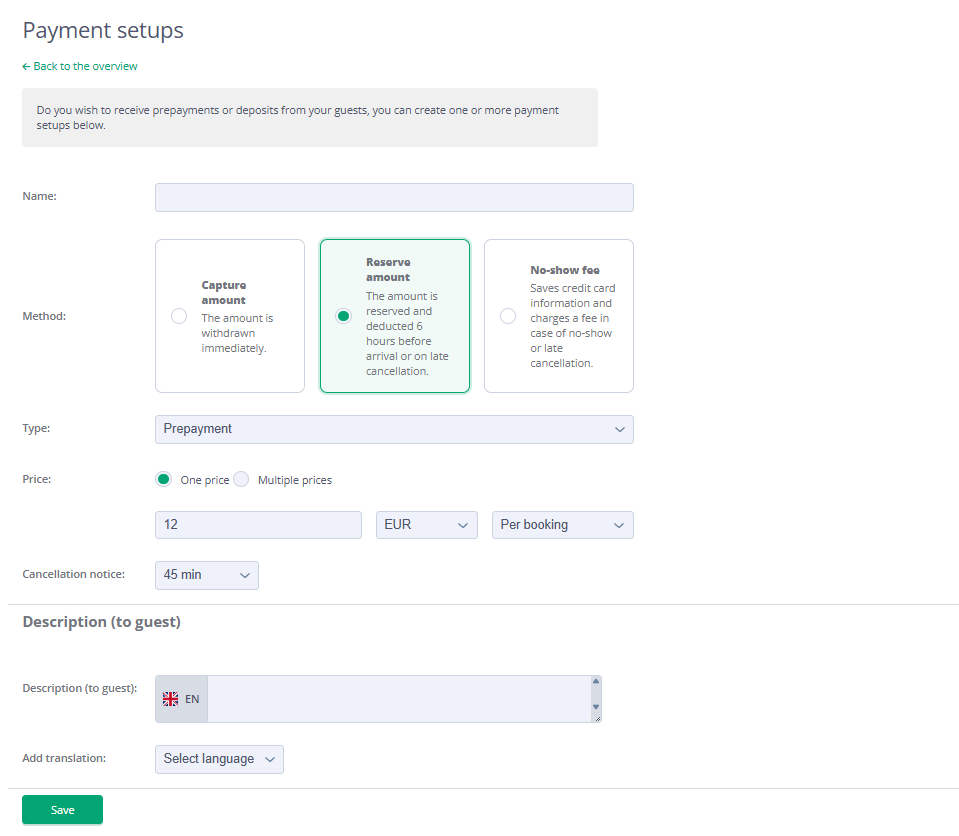 Payment setups
← Back to the overview
Do you wish to receive prepayments or deposits from your guests, you can create one or more payment
setups below.
Name:
Method:
Capture
amount
The amount is
withdrawn
immediately.
Reserve
amount
The amount is
reserved and
deducted 6
hours before
arrival or on late
cancellation.
No-show fee
Saves credit card
information and
charges a fee in
case of no-show
or late
cancellation.
Type:
Prepayment
Price:
One price
Multiple prices
12
EUR
Per booking
Cancellation notice:
45 min
Description (to guest)
Description (to guest):
EN
Add translation:
Select language
Save